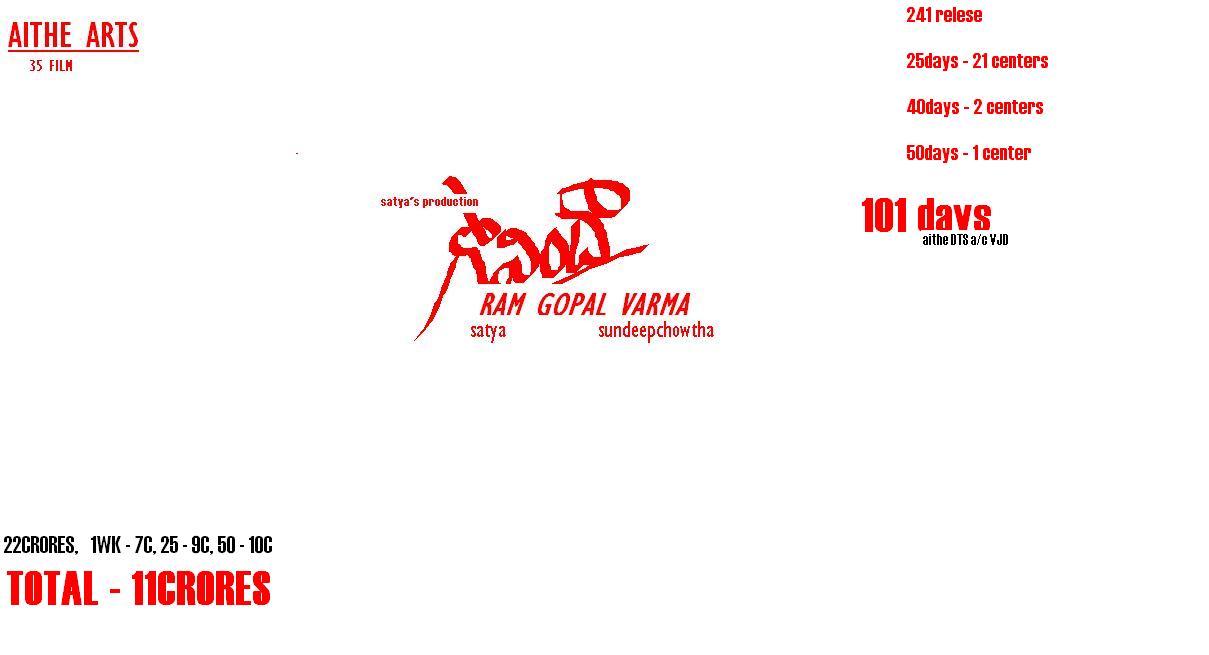 AITHE ARTS
35 FILM
241 relese
25days - 21 centers
40days - 2 centers
50days - 1 center
101 days
aithe DTS a/c VJD
satya's production
RAM GOPAL VARMA
satya sundeepchowtha
22CRORES, 1WK - 7C, 25 - 9C, 50 - 10C
TOTAL - 11CRORES